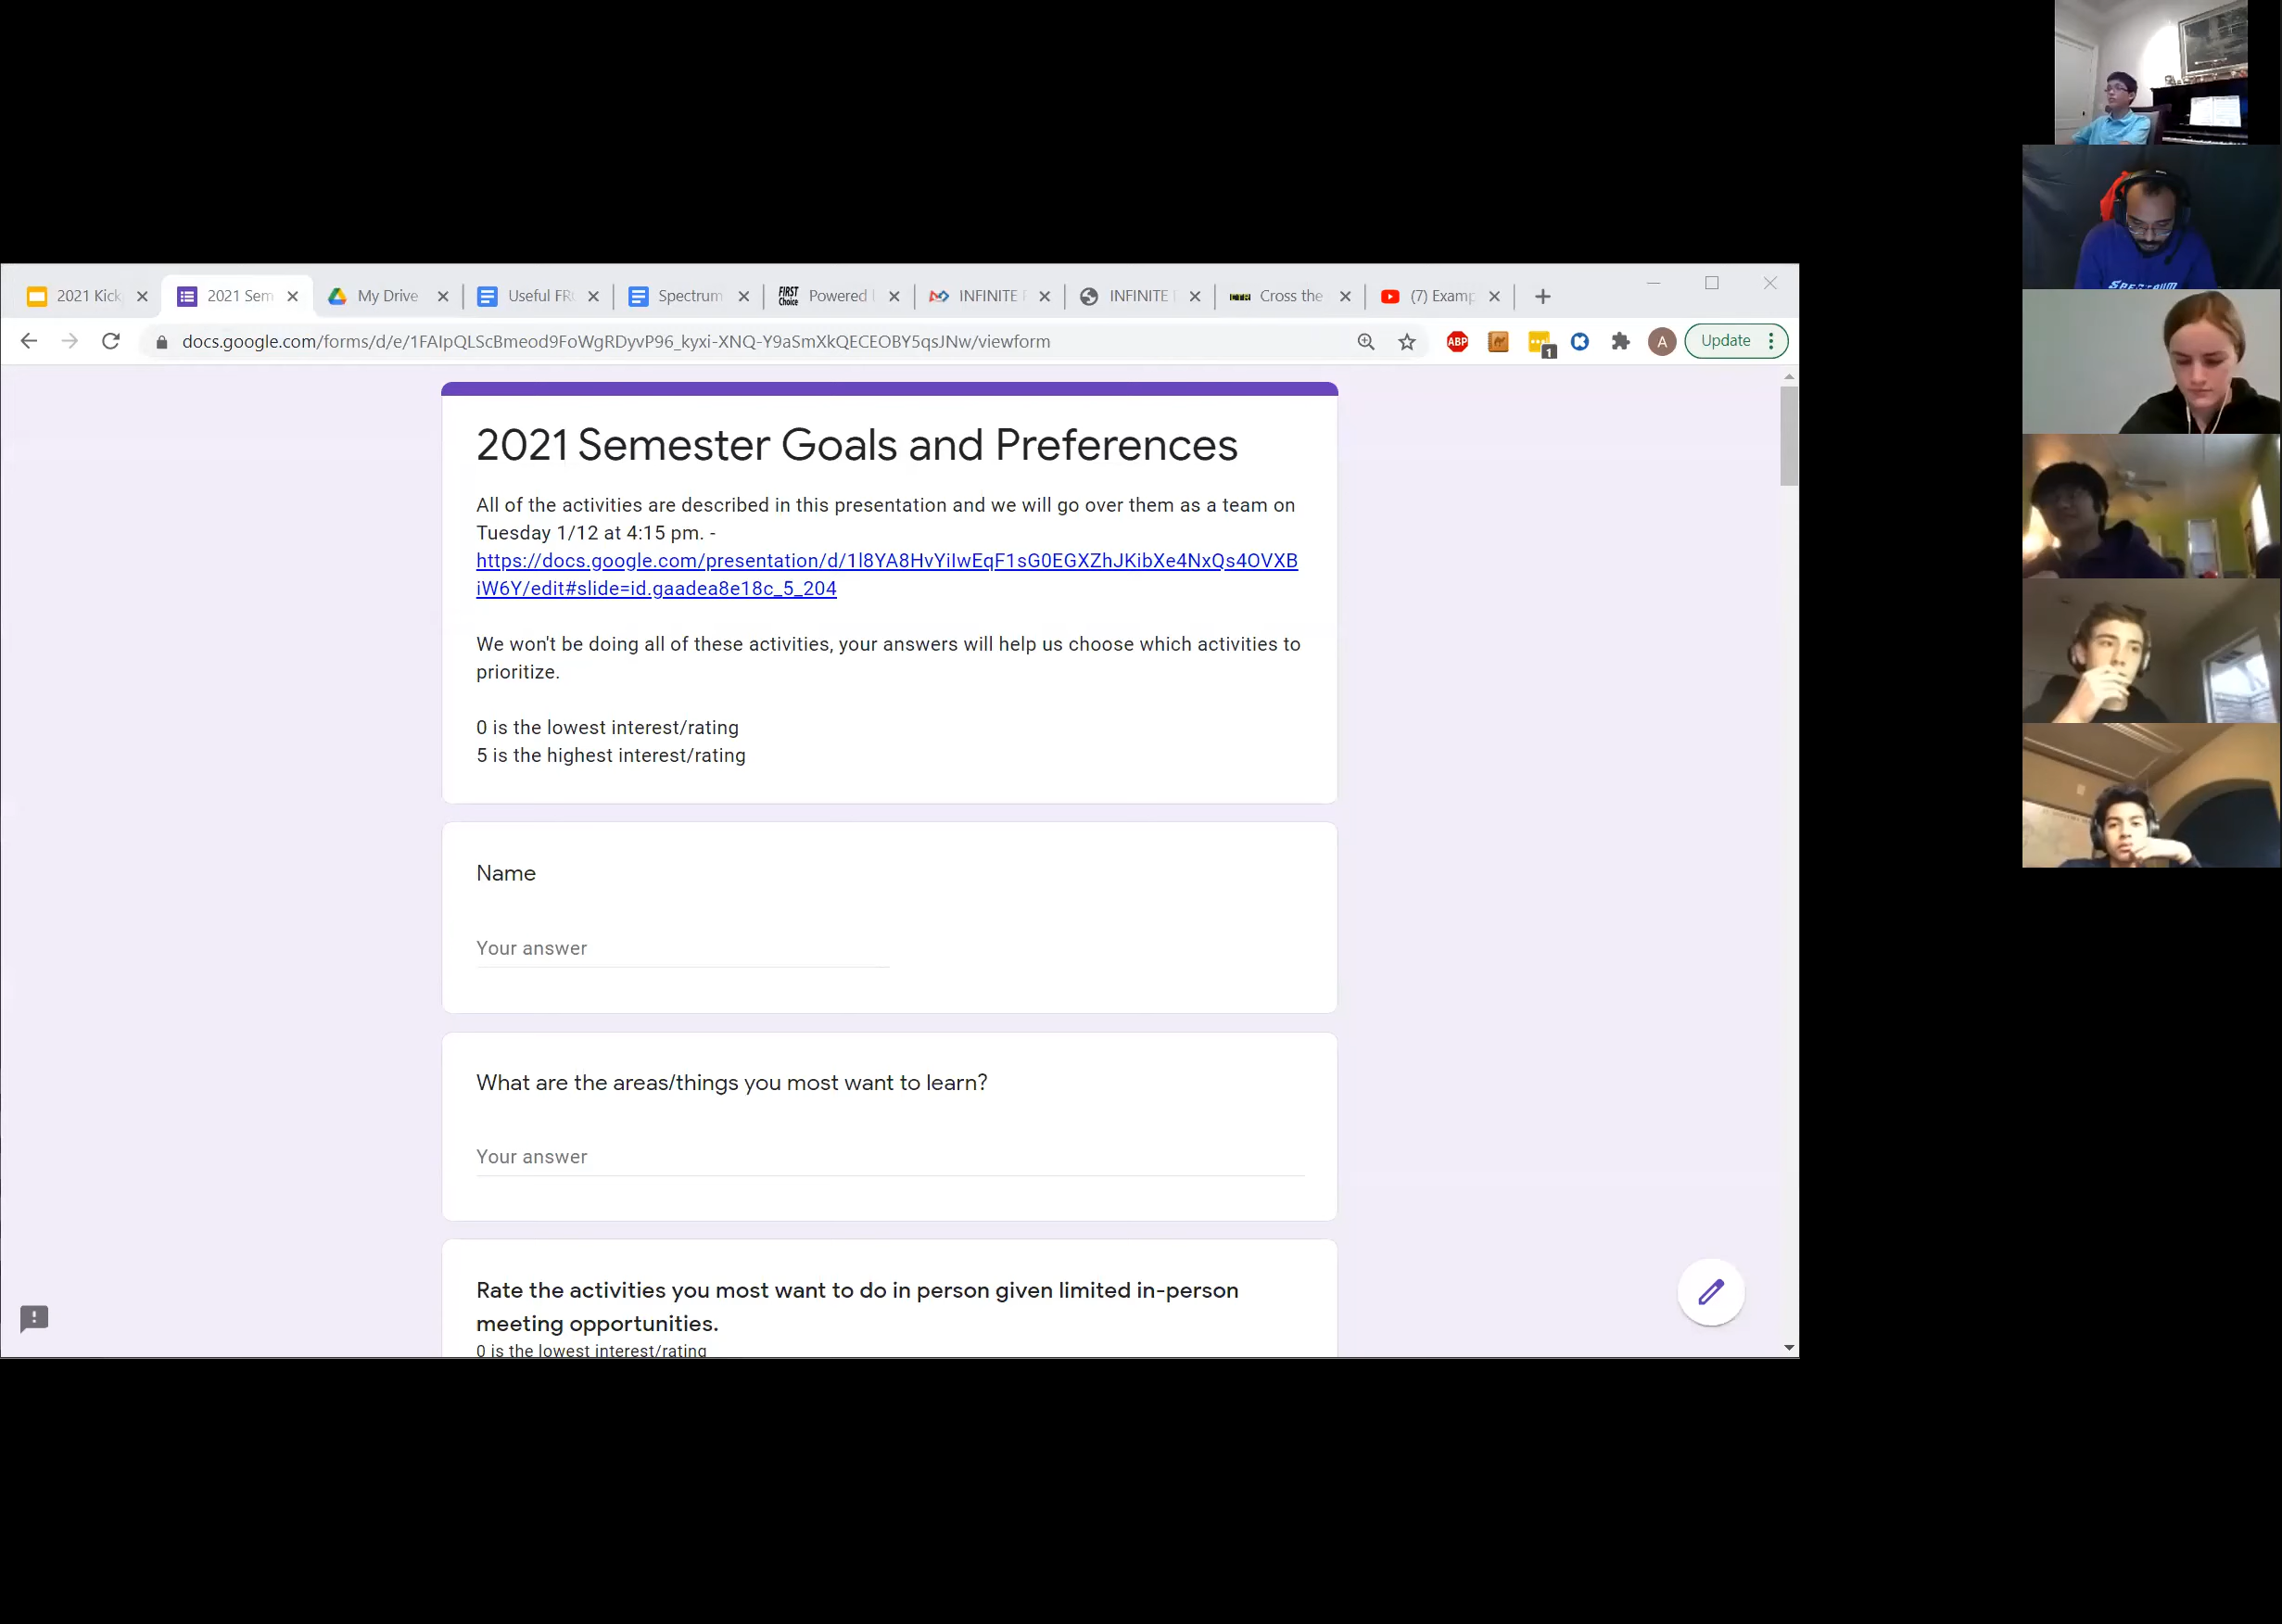 2021 Kick
2021 Sem
My Drive
Useful FR
Spectrum
FIRST Choice Powered
INFINITE
INFINITE
Cross the
(7) Examp
docs.google.com/forms/d/e/1FAIpQLScBmeod9FoWgRDyvP96_kyxi-XNQ-Y9aSmXkQECEOBY5qsJNw/viewform
ABP
1
A
Update
2021 Semester Goals and Preferences
All of the activities are described in this presentation and we will go over them as a team on
Tuesday 1/12 at 4:15 pm. -
https://docs.google.com/presentation/d/1l8YA8HvYiIwEqF1sG0EGXZhJKibXe4NxQs4OVXB
iW6Y/edit#slide=id.gaadea8e18c_5_204
We won't be doing all of these activities, your answers will help us choose which activities to
prioritize.
0 is the lowest interest/rating
5 is the highest interest/rating
Name
Your answer
What are the areas/things you most want to learn?
Your answer
Rate the activities you most want to do in person given limited in-person
meeting opportunities.
0 is the lowest interest/rating
SPECTRUM